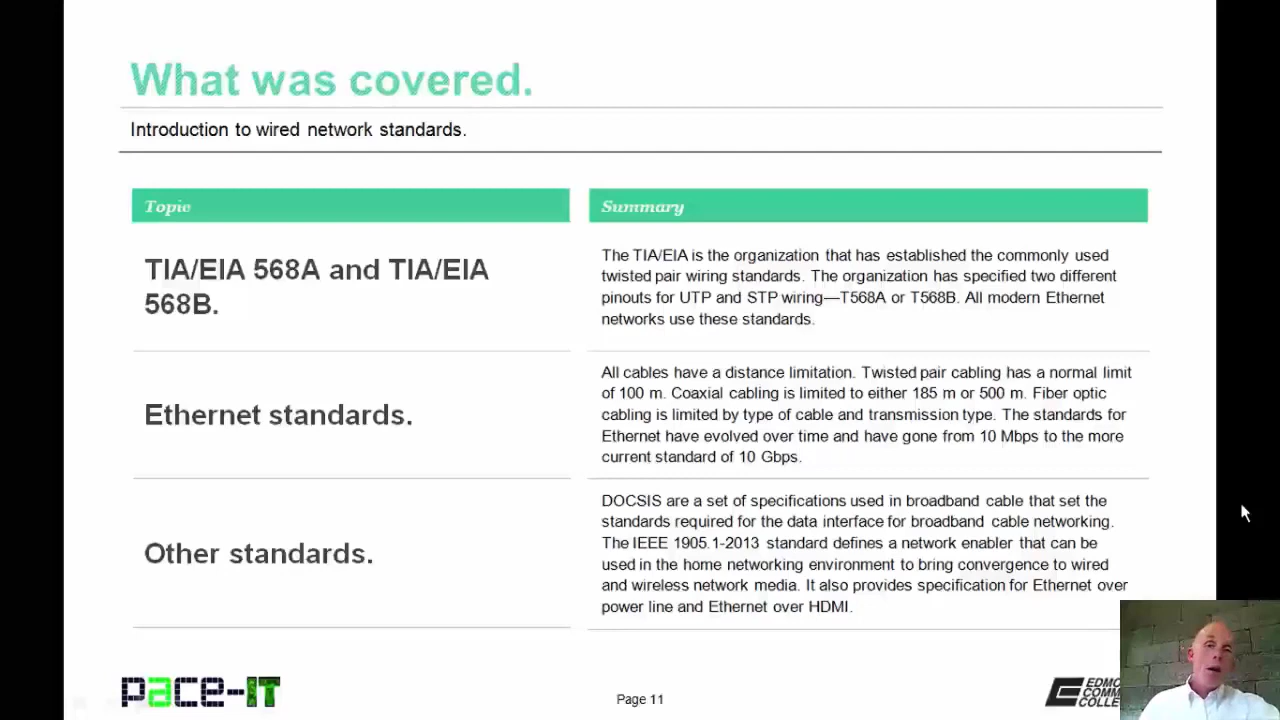 What was covered.
Introduction to wired network standards.
Topic
Summary
TIA/EIA 568A and TIA/EIA
568B.
The TIA/EIA is the organization that has established the commonly used
twisted pair wiring standards. The organization has specified two different
pinouts for UTP and STP wiring—T568A or T568B. All modern Ethernet
networks use these standards.
Ethernet standards.
All cables have a distance limitation. Twisted pair cabling has a normal limit
of 100 m. Coaxial cabling is limited to either 185 m or 500 m. Fiber optic
cabling is limited by type of cable and transmission type. The standards for
Ethernet have evolved over time and have gone from 10 Mbps to the more
current standard of 10 Gbps.
Other standards.
DOCSIS are a set of specifications used in broadband cable that set the
standards required for the data interface for broadband cable networking.
The IEEE 1905.1-2013 standard defines a network enabler that can be
used in the home networking environment to bring convergence to wired
and wireless network media. It also provides specification for Ethernet over
power line and Ethernet over HDMI.
pace-IT
Page 11